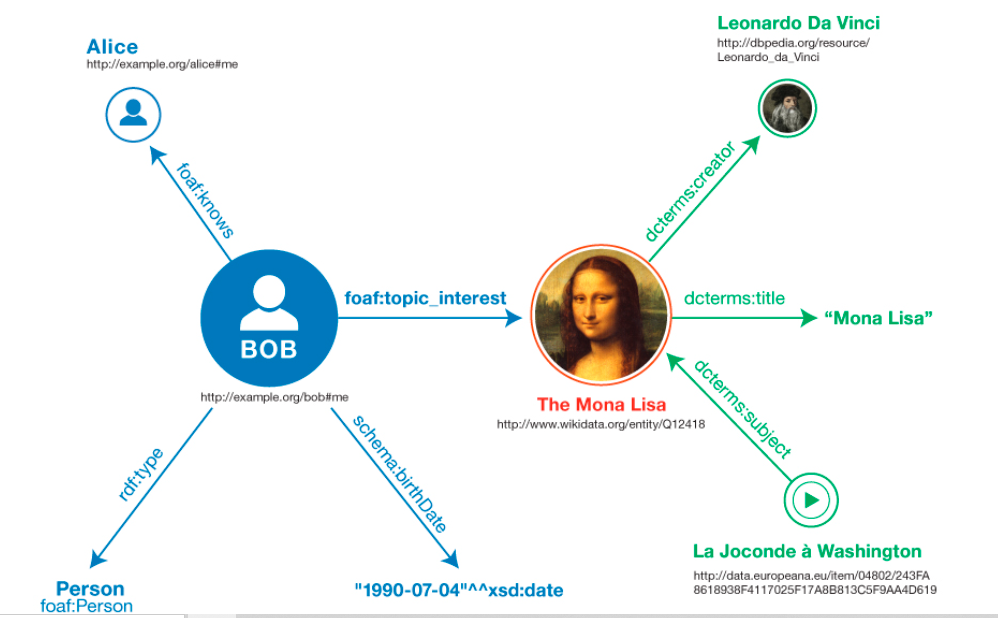 Leonardo Da Vinci
http://dbpedia.org/resource/
Leonardo_da_Vinci
Alice
http://example.org/alice#me
foaf:knows
dcterms:creator
foaf:topic_interest
dcterms:title
“Mona Lisa”
BOB
http://example.org/bob#me
The Mona Lisa
http://www.wikidata.org/entity/Q12418
dcterms:subject
rdf:type
schema:birthDate
La Joconde à Washington
http://data.europeana.eu/item/04802/243FA
8618938F4117025F17A8B813C5F9AA4D619
Person
foaf:Person
"1990-07-04"^^xsd:date